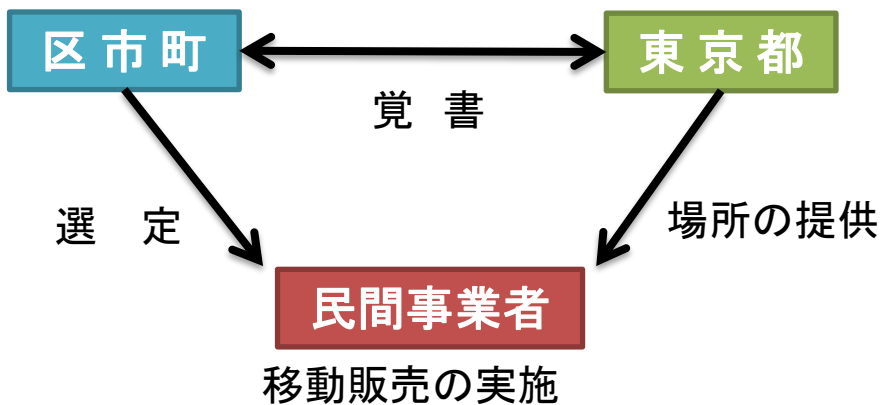 区市町
東京都
覚書
選定
場所の提供
民間事業者
移動販売の実施